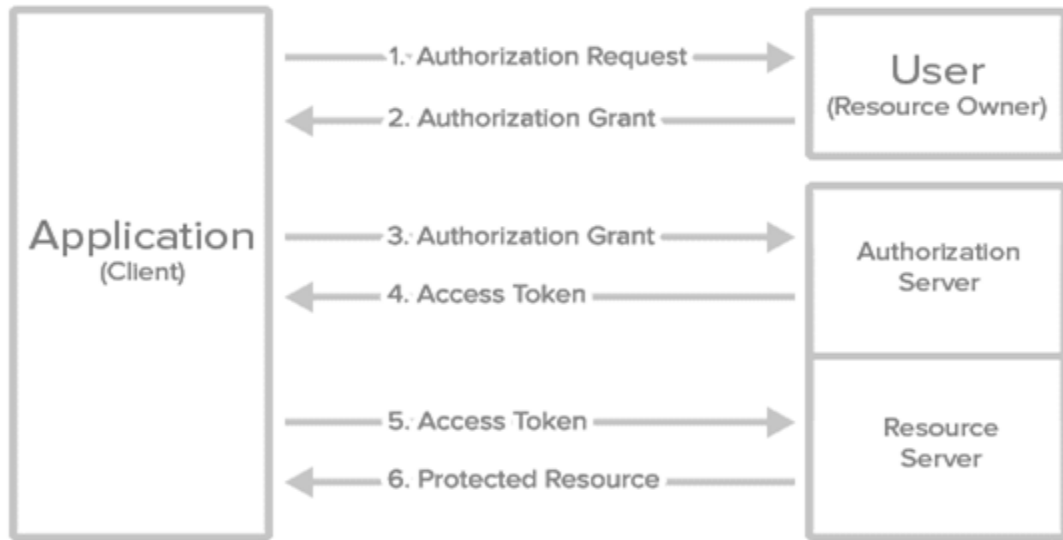 1. Authorization Request
User
(Resource Owner)
2. Authorization Grant
Application
(Client)
3. Authorization Grant
Authorization
Server
4. Access Token
5. Access Token
Resource
Server
6. Protected Resource